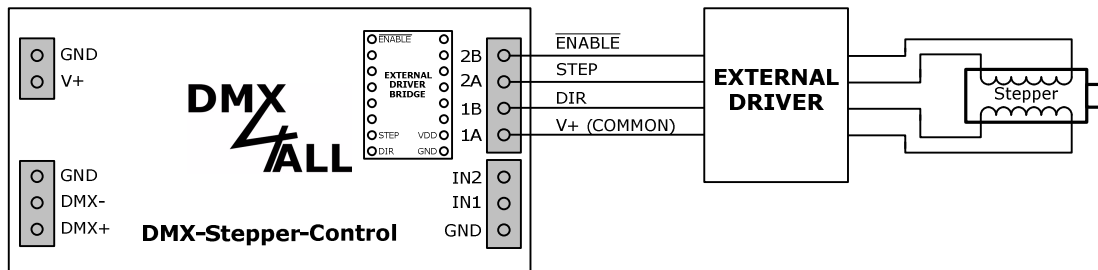 GND
V+
GND
DMX-
DMX+
DMX
4ALL
DMX-Stepper-Control
ENABLE
EXTERNAL
DRIVER
BRIDGE
STEP VDD
DIR GND
2B
2A
1B
1A
IN2
IN1
GND
ENABLE
STEP
DIR
V+ (COMMON)
EXTERNAL
DRIVER
Stepper